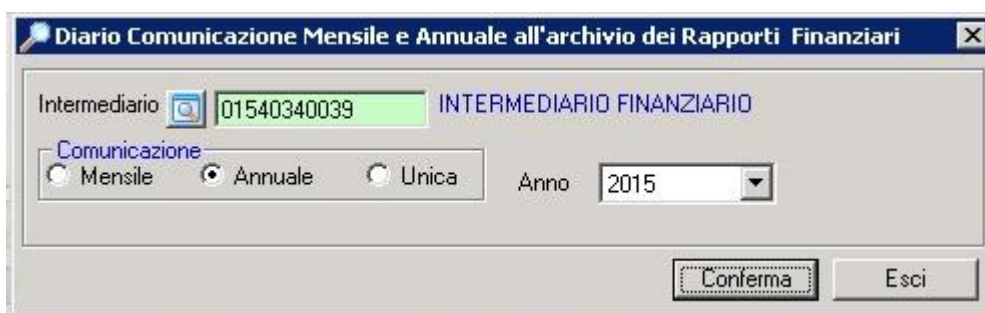 Diario Comunicazione Mensile e Annuale all'archivio dei Rapporti Finanziari
Intermediario 01540340039 INTERMEDIARIO FINANZIARIO
Comunicazione
Mensile Annuale Unica Anno 2015
Conferma Esci